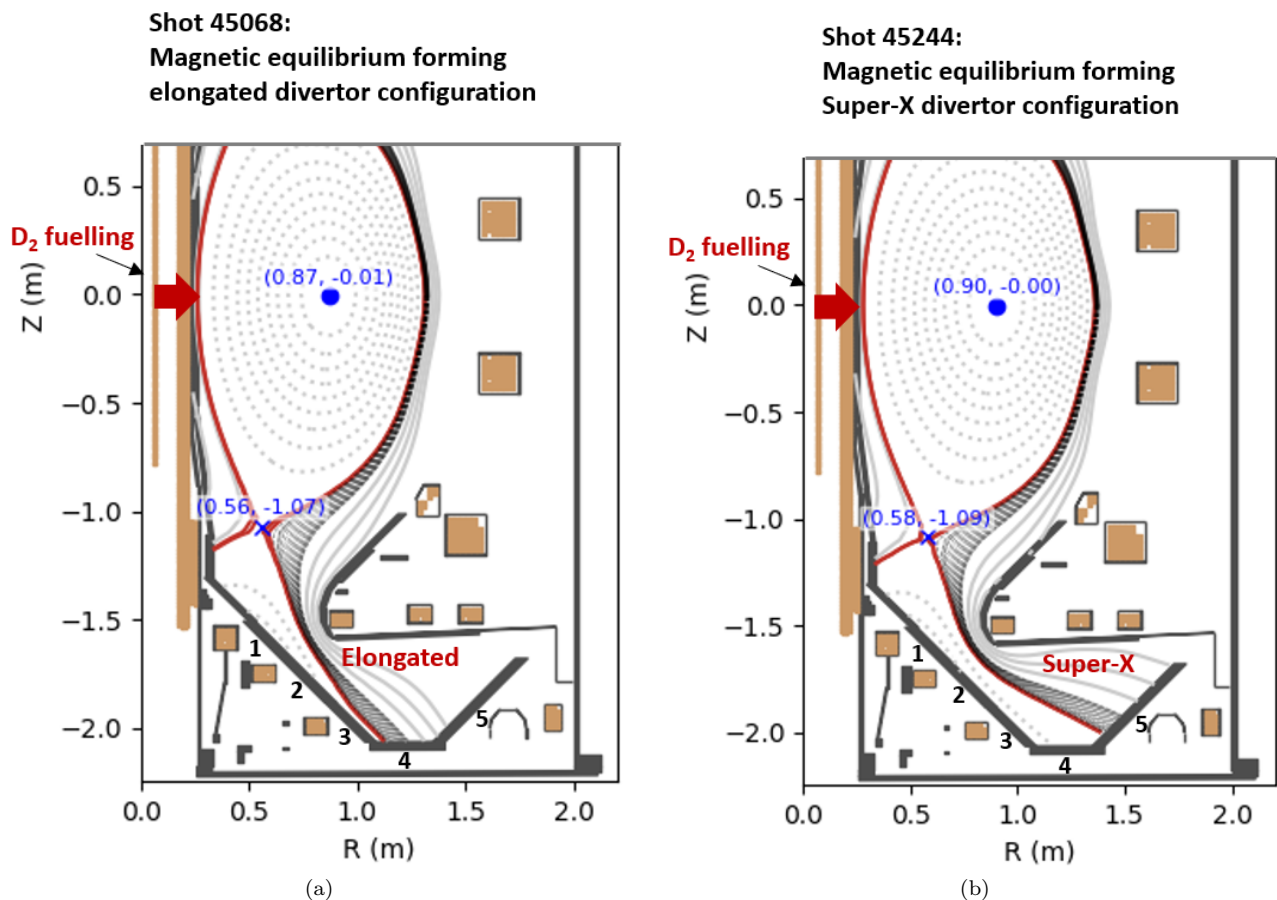 Shot 45068:
Magnetic equilibrium forming
elongated divertor configuration
D₂ fuelling
Z (m)
0.5
0.0
−0.5
−1.0
−1.5
−2.0
(0.87, -0.01)
(0.56, -1.07)
Elongated
1
2
3
4
5
0.0 0.5 1.0 1.5 2.0
R (m)
(a)
Shot 45244:
Magnetic equilibrium forming
Super-X divertor configuration
D₂ fuelling
Z (m)
0.5
0.0
−0.5
−1.0
−1.5
−2.0
(0.90, -0.00)
(0.58, -1.09)
Super-X
1
2
3
4
5
0.0 0.5 1.0 1.5 2.0
R (m)
(b)